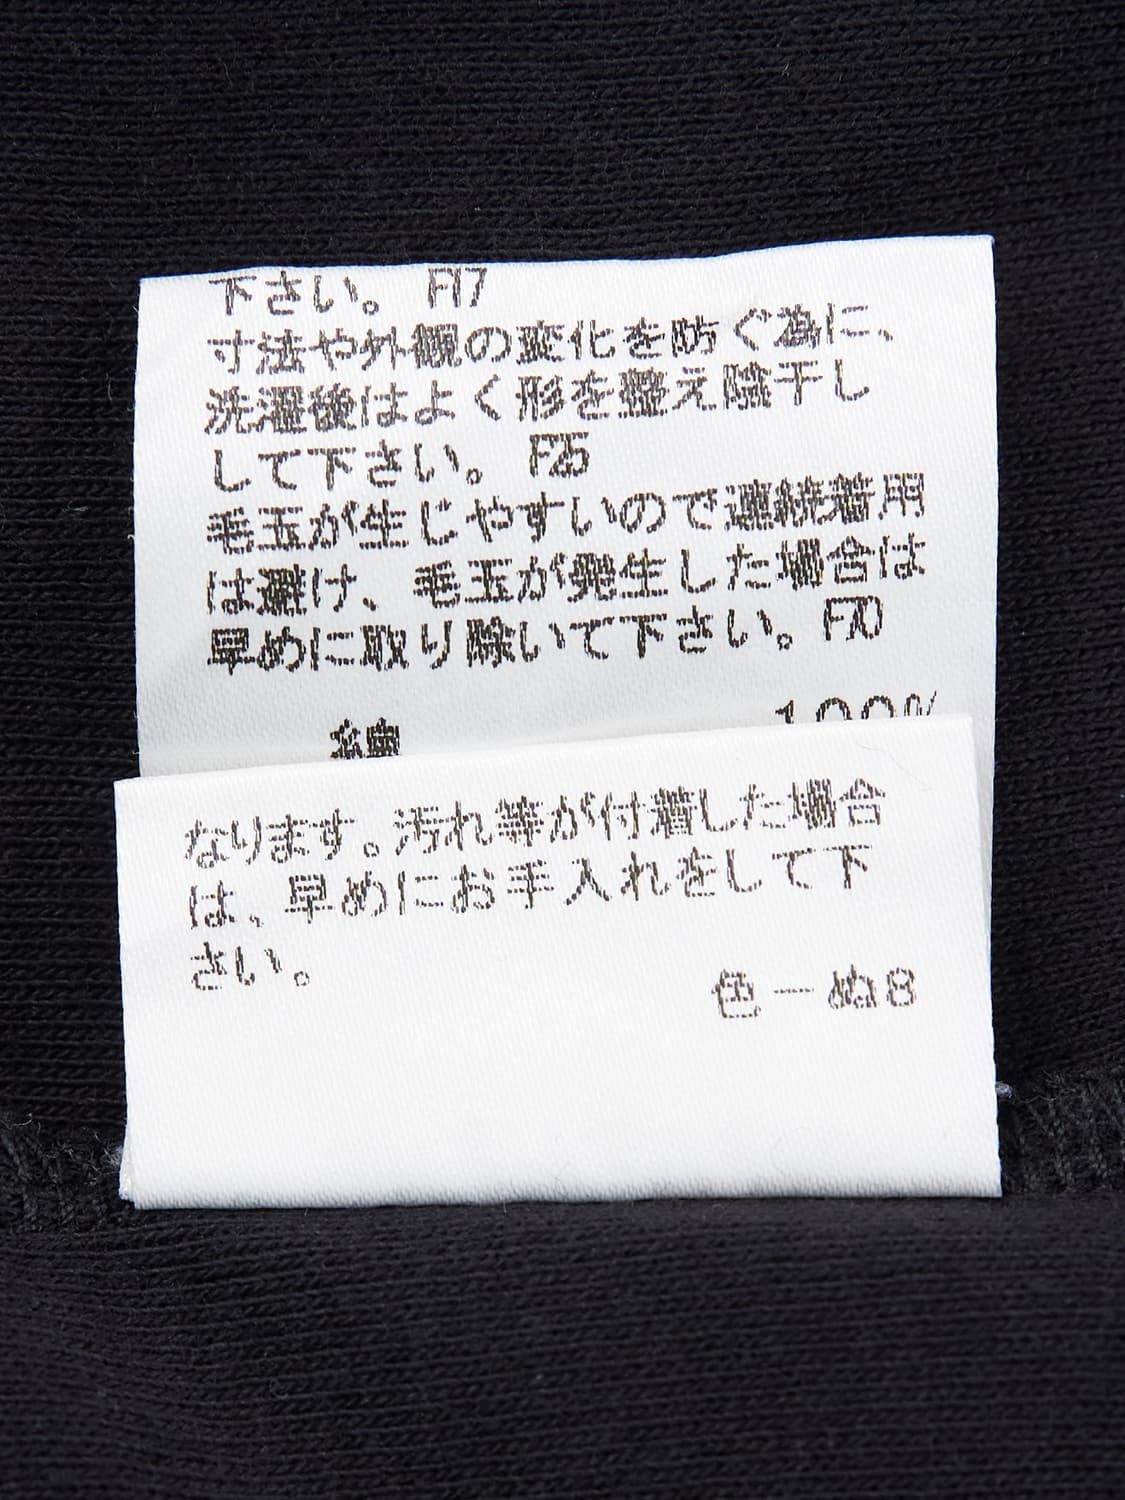 下さい。 F17
寸法や外観の変化を防ぐ為に、
洗濯後はよく形を整え陰干し
して下さい。 F25
毛玉が生じやすいので連続着用
は避け、毛玉が発生した場合は
早めに取り除いて下さい。F70
綿 100%
なります。汚れ等が付着した場合
は、早めにお手入れをして下
さい。
色－ぬ8